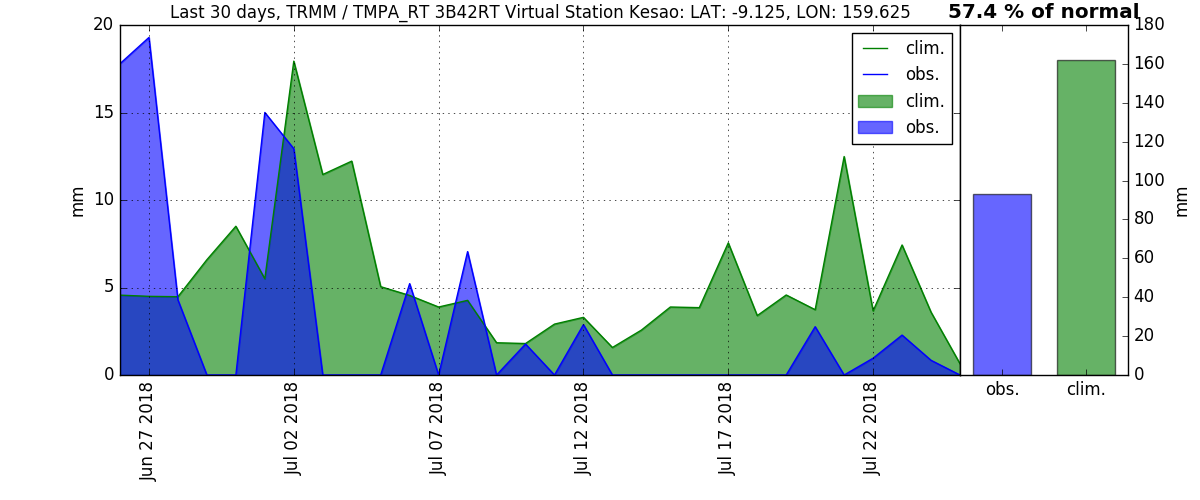 Last 30 days, TRMM / TMPA_RT 3B42RT Virtual Station Kesao: LAT: -9.125, LON: 159.625
57.4 % of normal
20
15
10
5
0
mm
clim.
obs.
clim.
obs.
Jun 27 2018
Jul 02 2018
Jul 07 2018
Jul 12 2018
Jul 17 2018
Jul 22 2018
180
160
140
120
100
80
60
40
20
0
mm
obs.
clim.